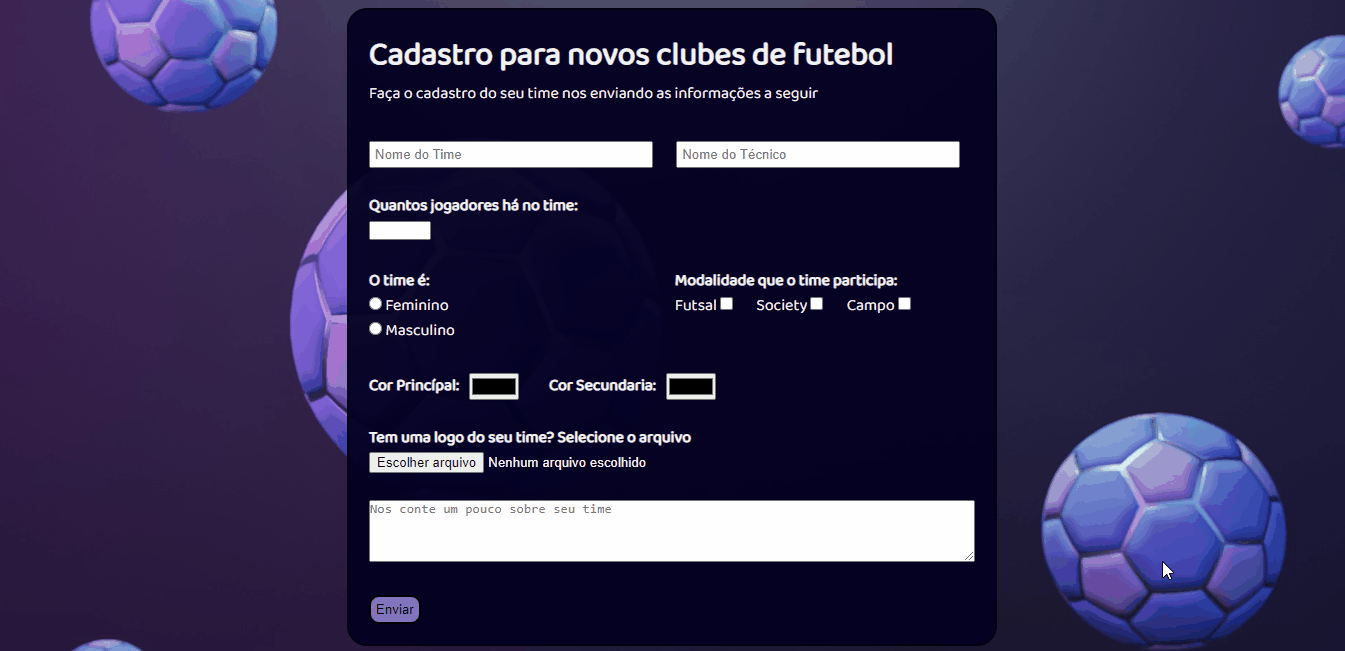 Cadastro para novos clubes de futebol
Faça o cadastro do seu time nos enviando as informações a seguir
Nome do Time Nome do Técnico
Quantos jogadores há no time:
O time é: Modalidade que o time participa:
Feminino Futsal Society Campo
Masculino
Cor Princípal: Cor Secundaria:
Tem uma logo do seu time? Selecione o arquivo
Escolher arquivo Nenhum arquivo escolhido
Nos conte um pouco sobre seu time
Enviar